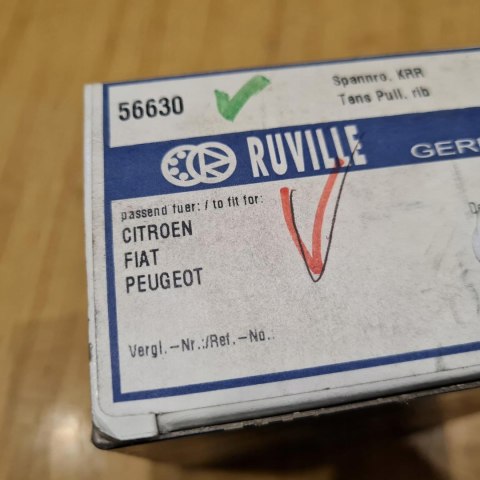 56630
Spannro. KRR
Tens Pull. rib
RUVILLE
passend fuer: / to fit for:
CITROEN
FIAT
PEUGEOT
Vergl.-Nr.:/Ref.-No.: